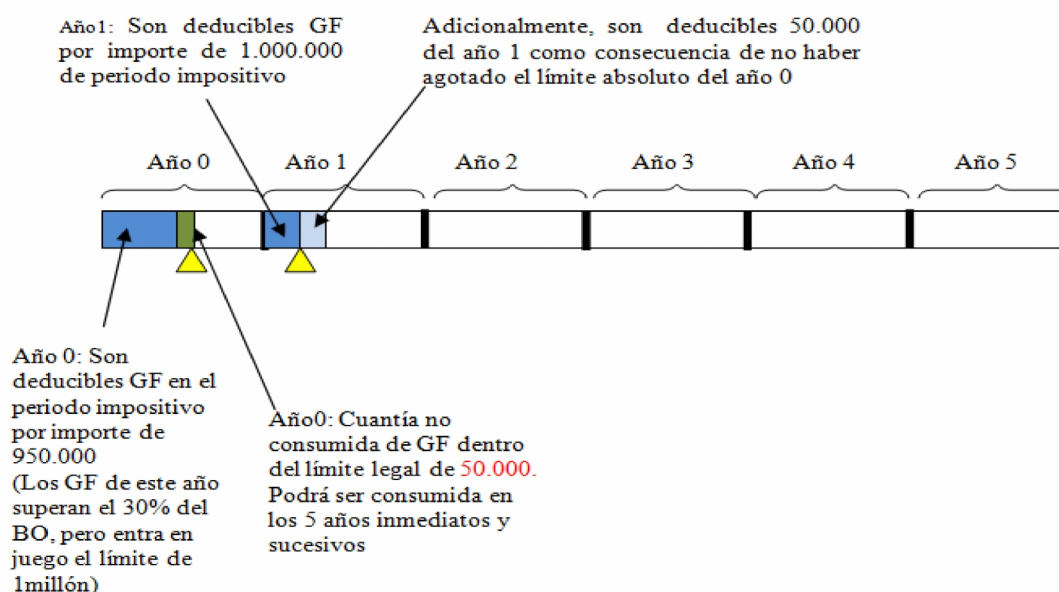 Año1: Son deducibles GF
por importe de 1.000.000
de periodo impositivo
Adicionalmente, son deducibles 50.000
del año 1 como consecuencia de no haber
agotado el límite absoluto del año 0
Año 0
Año 1
Año 2
Año 3
Año 4
Año 5
Año 0: Son
deducibles GF en el
periodo impositivo
por importe de
950.000
(Los GF de este año
superan el 30% del
BO, pero entra en
juego el límite de
1millón)
Año0: Cuantía no
consumida de GF dentro
del límite legal de 50.000.
Podrá ser consumida en
los 5 años inmediatos y
sucesivos